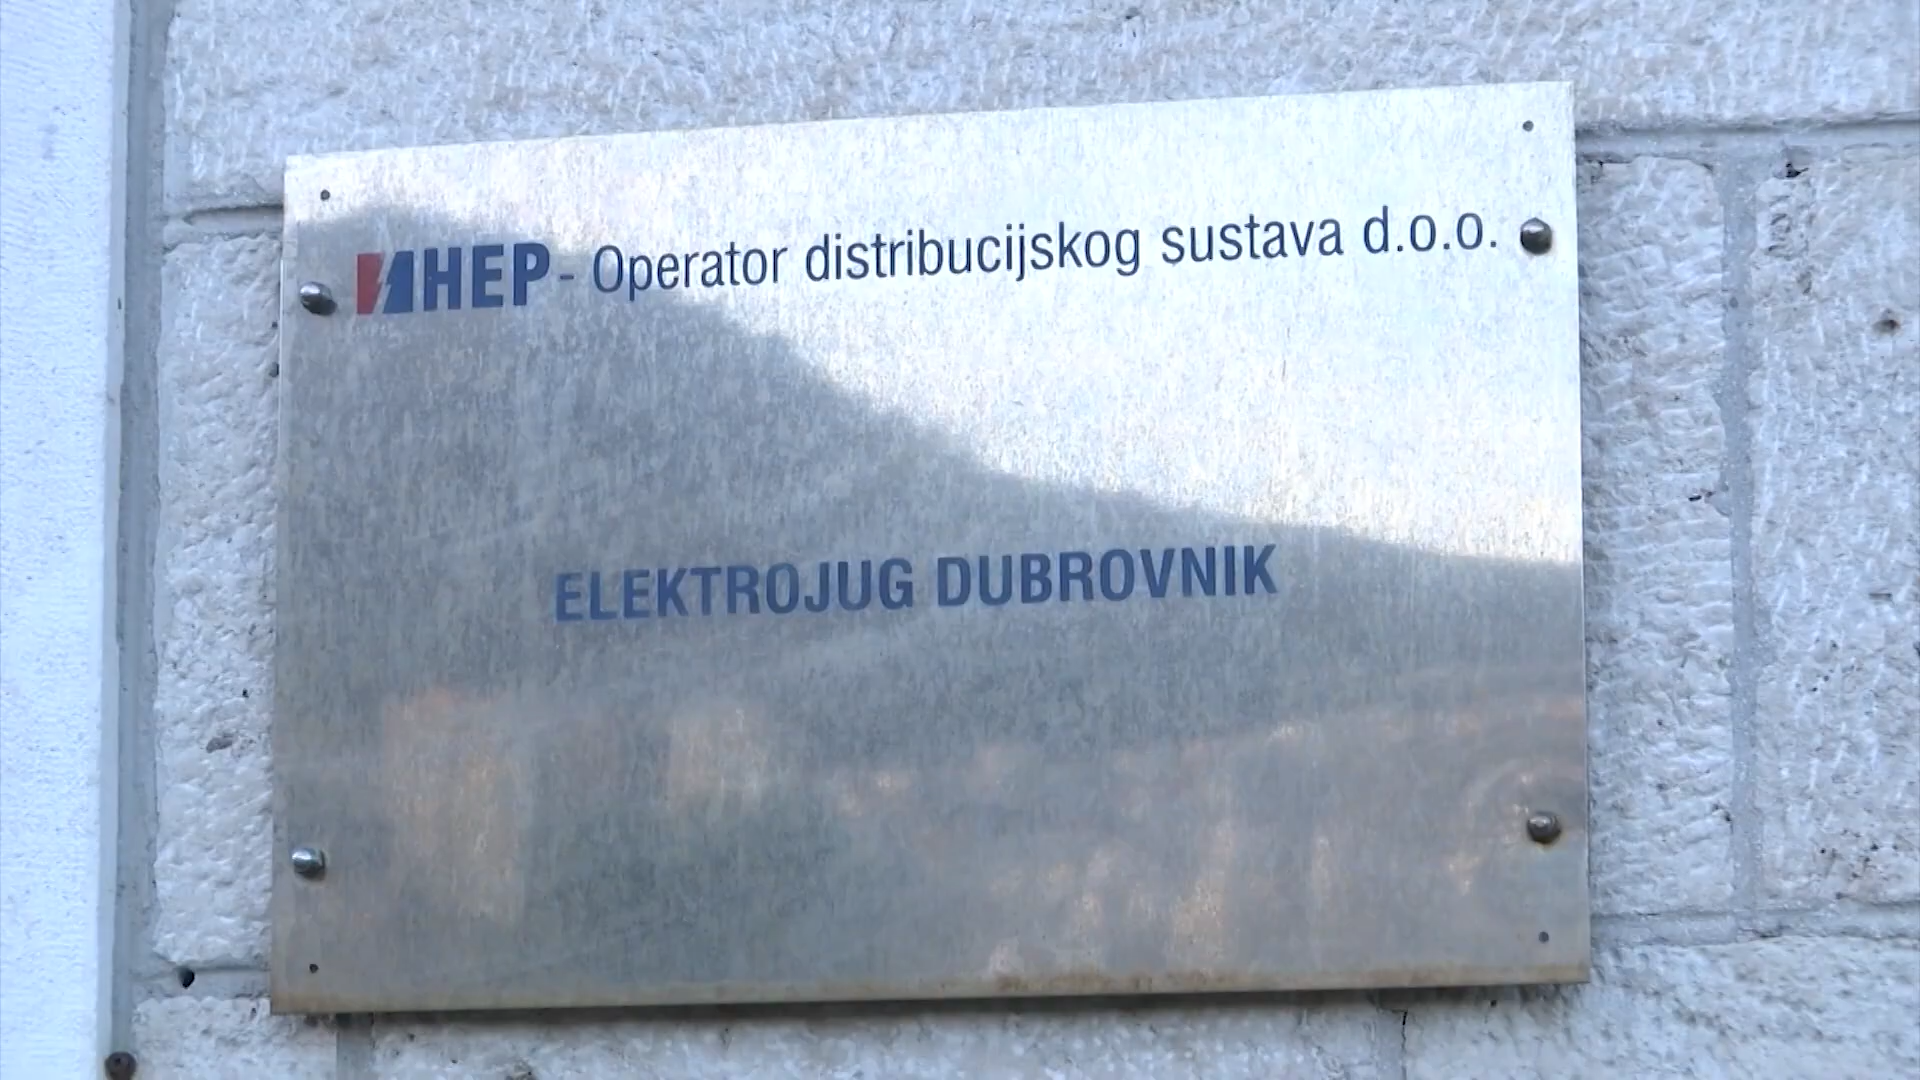 HEP - Operator distribucijskog sustava d.o.o.
ELEKTROJUG DUBROVNIK